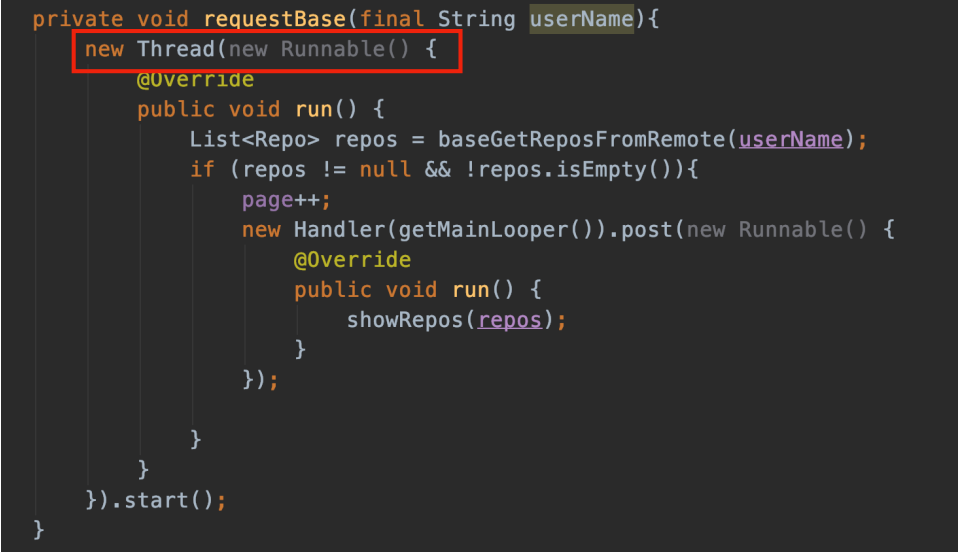 private void requestBase(final String userName){
new Thread(new Runnable() {
@Override
public void run() {
List<Repo> repos = baseGetReposFromRemote(userName);
if (repos != null && !repos.isEmpty()){
page++;
new Handler(getMainLooper()).post(new Runnable() {
@Override
public void run() {
showRepos(repos);
}
});
}
}
}).start();
}